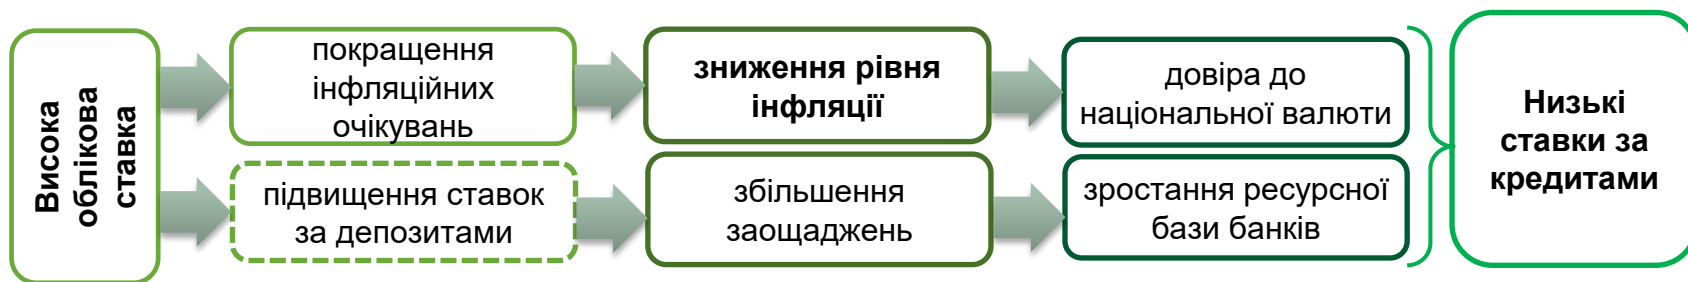 Висока
облікова
ставка
покращення
інфляційних
очікувань
зниження рівня
інфляції
довіра до
національної валюти
підвищення ставок
за депозитами
збільшення
заощаджень
зростання ресурсної
бази банків
Низькі
ставки за
кредитами